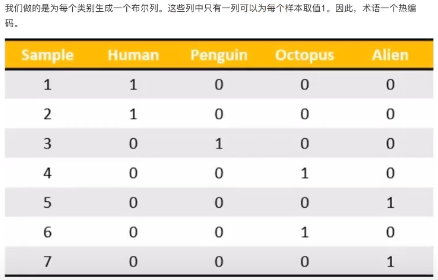 我们做的是为每个类别生成一个布尔列。这些列中只有一列可以为每个样本取值1。因此，术语一个热编
码。
Sample Human Penguin Octopus Alien
1 1 0 0 0
2 1 0 0 0
3 0 1 0 0
4 0 0 1 0
5 0 0 0 1
6 0 0 1 0
7 0 0 0 1